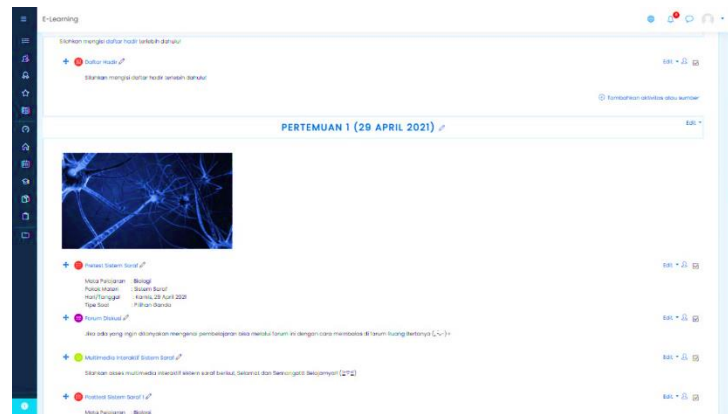 E-Learning
Silahkan mengisi daftar hadir terlebih dahulu!
Daftar Hadir
Edit
Silahkan mengisi daftar hadir terlebih dahulu!
Tambahkan aktivitas atau sumber
PERTEMUAN 1 (29 APRIL 2021)
Edit
Pretest Sistem Saraf
Edit
Mata Pelajaran : Biologi
Pokok Materi : Sistem Saraf
Hari/Tanggal : Kamis, 29 April 2021
Tipe Soal : Pilihan Ganda
Forum Diskusi
Edit
Jika ada yang ingin ditanyakan mengenai pembelajaran bisa melalui forum ini dengan cara membalas di forum Ruang Bertanya
Multimedia Interaktif Sistem Saraf
Edit
Silahkan akses multimedia interaktif sistem saraf berikut, Selamat dan Semangat Belajarnya!!
Posttest Sistem Saraf 1
Edit
Mata Pelajaran : Biologi